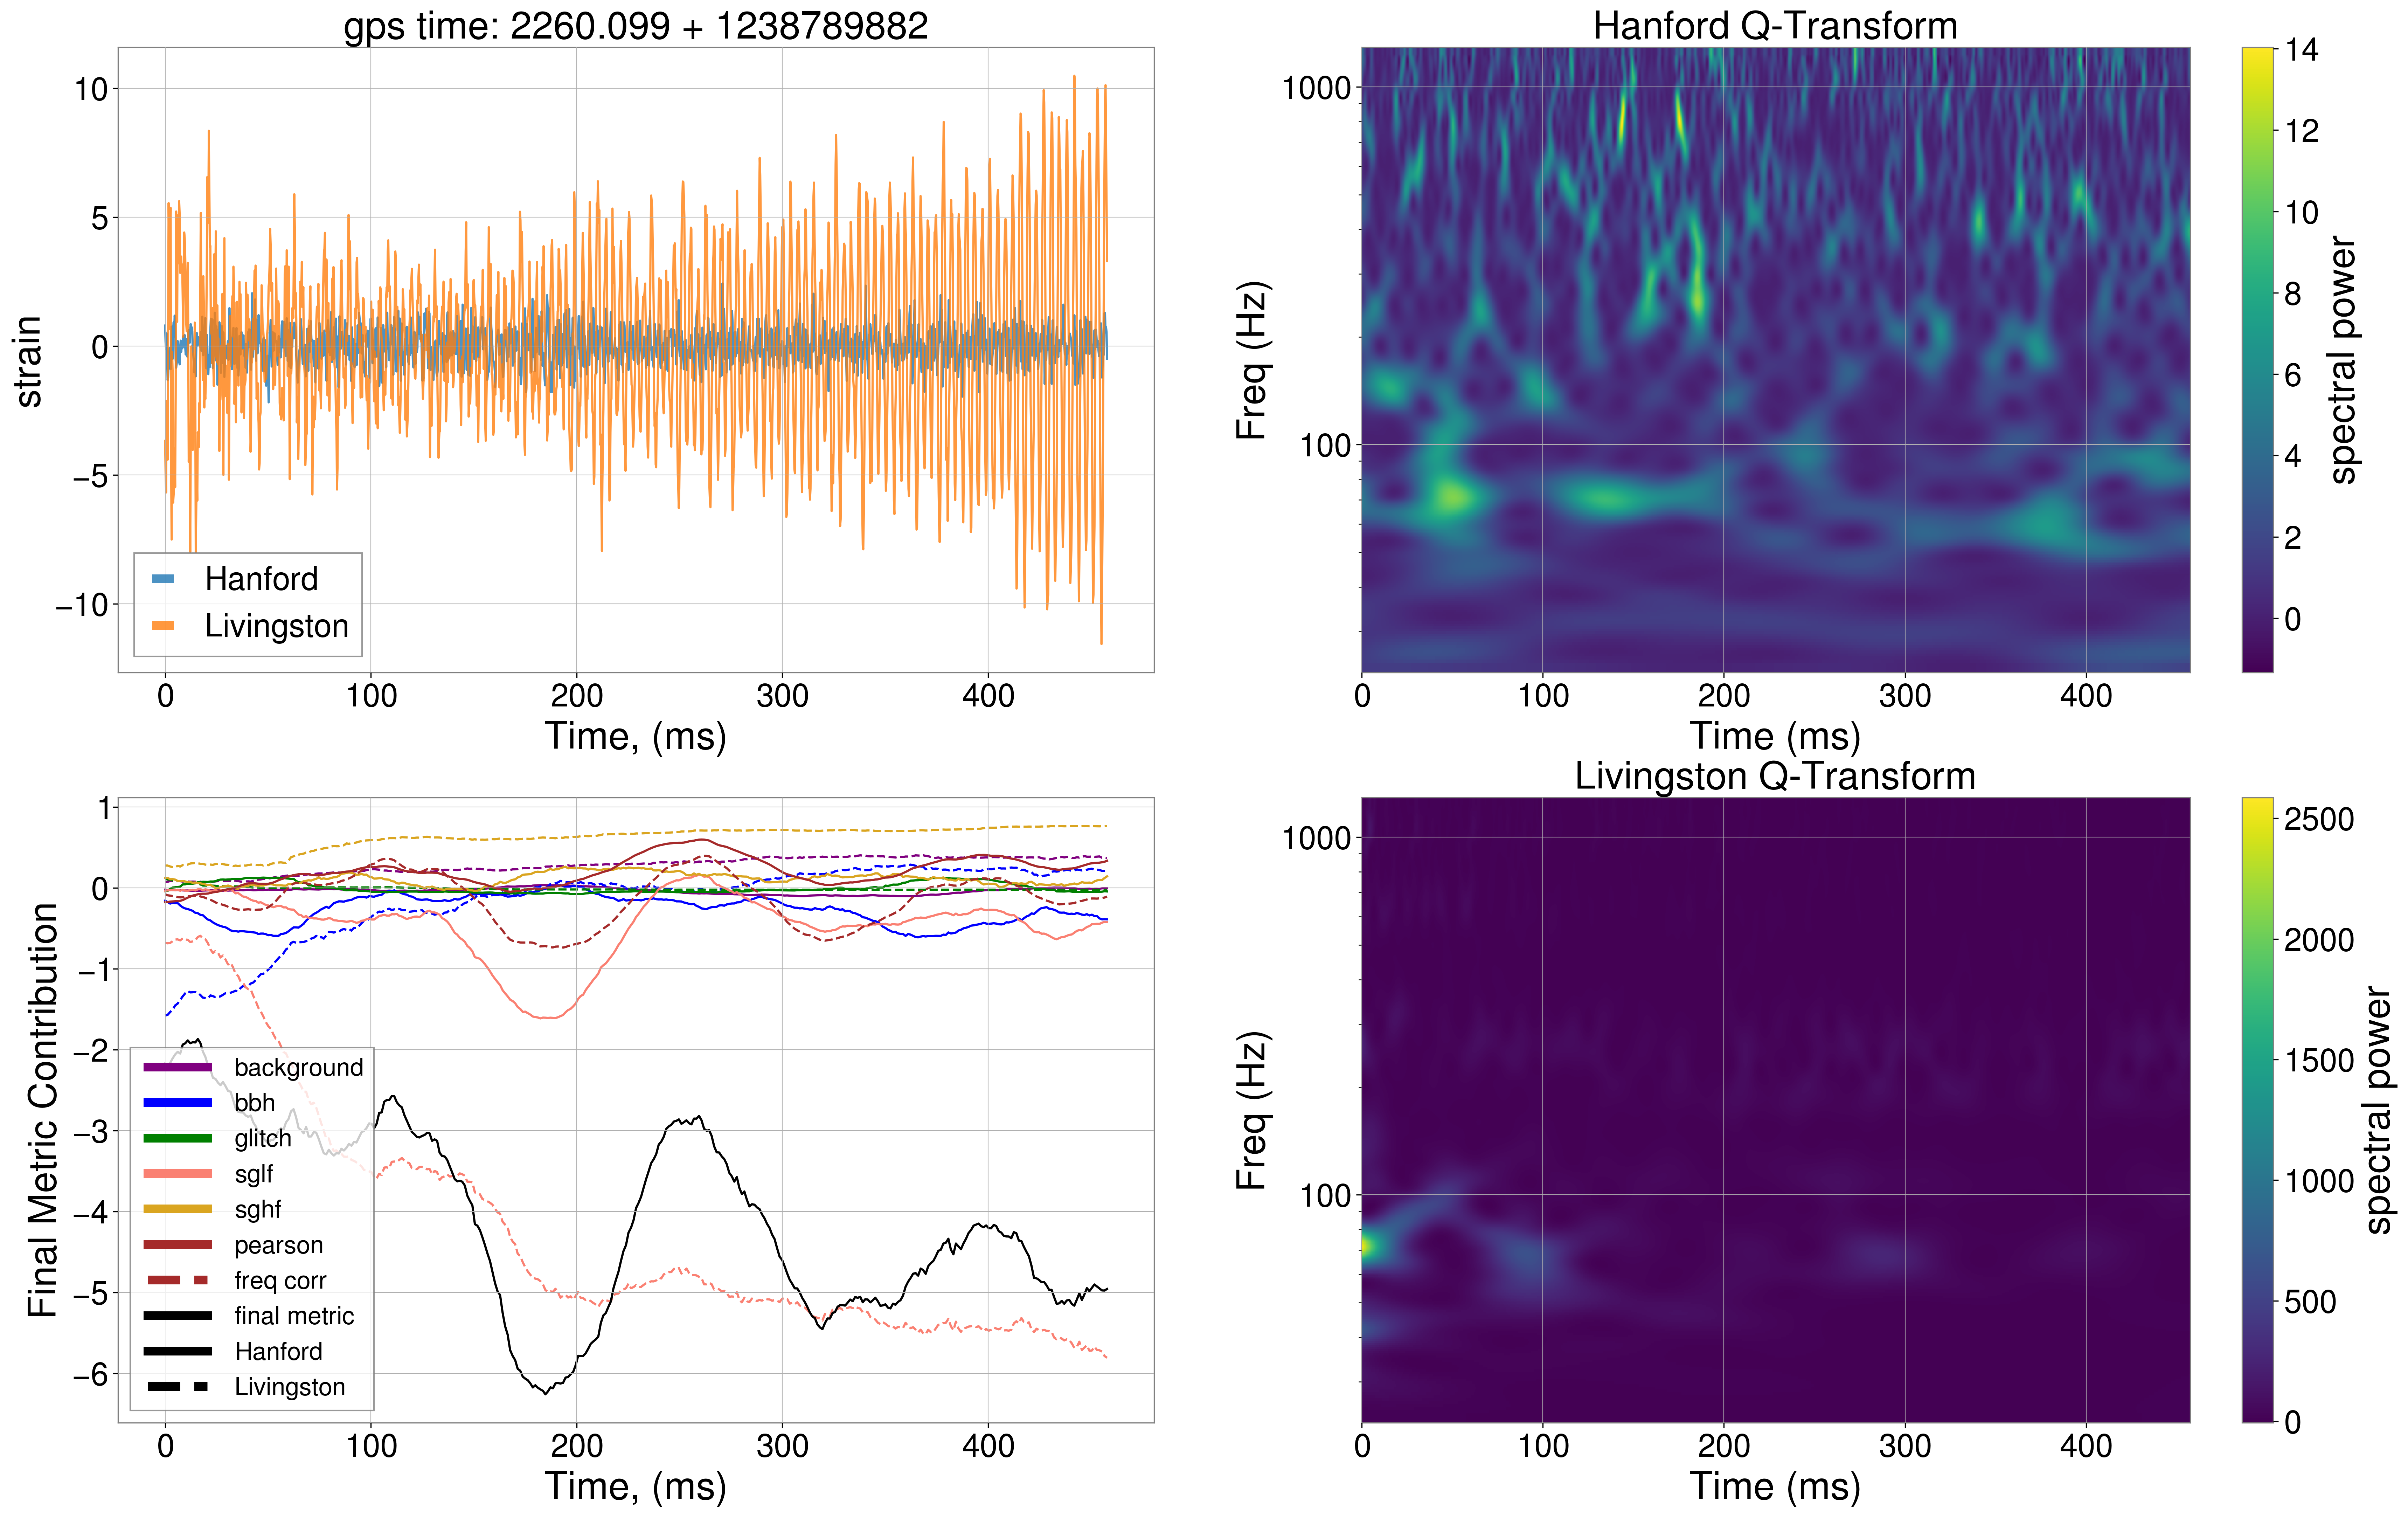 gps time: 2260.099 + 1238789882
10
5
0
−5
−10
strain
Hanford
Livingston
0 100 200 300 400
Time, (ms)
Hanford Q-Transform
1000
100
Freq (Hz)
0 100 200 300 400
Time (ms)
14
12
10
8
6
4
2
0
spectral power
1
0
−1
−2
−3
−4
−5
−6
Final Metric Contribution
background
bbh
glitch
sglf
sghf
pearson
freq corr
final metric
Hanford
Livingston
0 100 200 300 400
Time, (ms)
Livingston Q-Transform
1000
100
Freq (Hz)
0 100 200 300 400
Time (ms)
2500
2000
1500
1000
500
0
spectral power